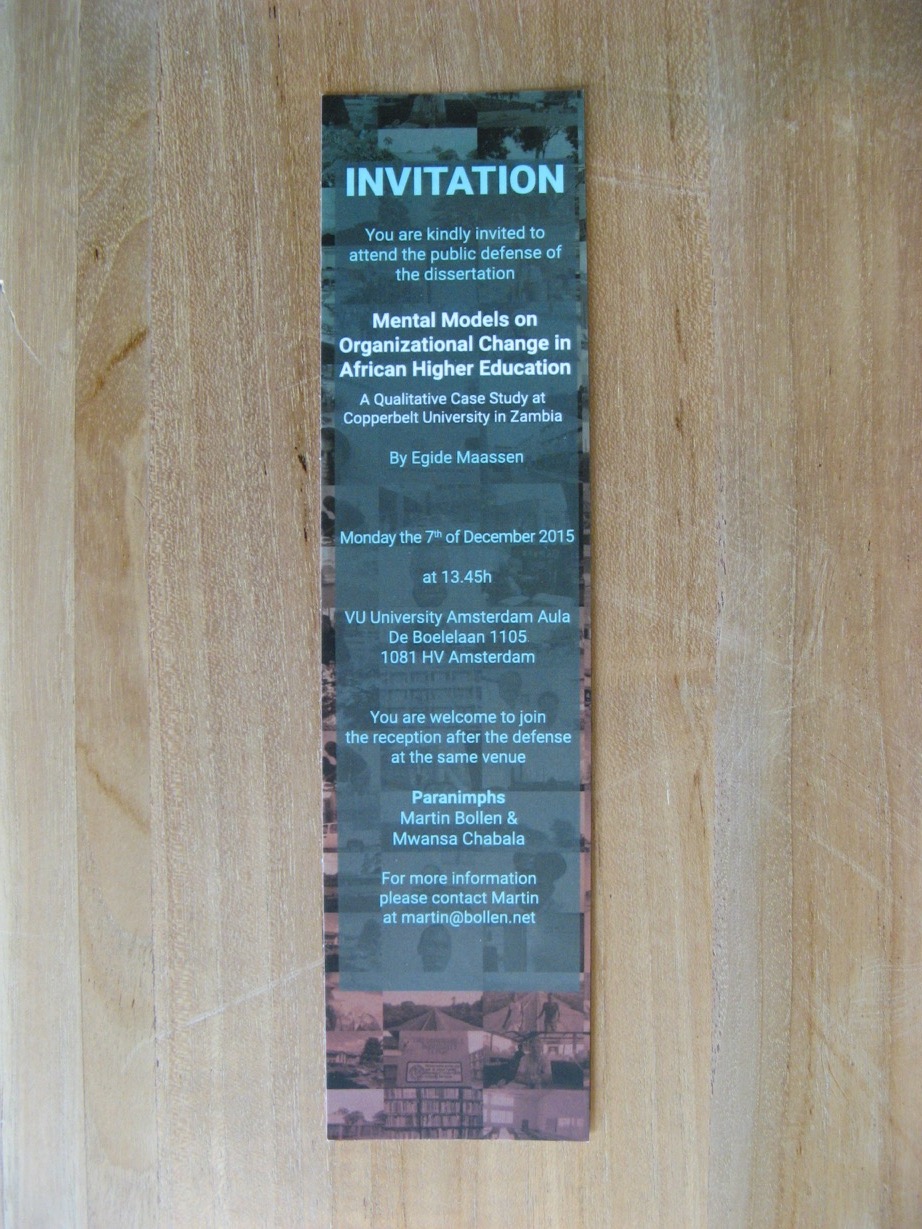 INVITATION
You are kindly invited to
attend the public defense of
the dissertation
Mental Models on
Organizational Change in
African Higher Education
A Qualitative Case Study at
Copperbelt University in Zambia
By Egide Maassen
Monday the 7th of December 2015
at 13.45h
VU University Amsterdam Aula
De Boelelaan 1105
1081 HV Amsterdam
You are welcome to join
the reception after the defense
at the same venue
Paranimphs
Martin Bollen &
Mwansa Chabala
For more information
please contact Martin
at martin@bollen.net